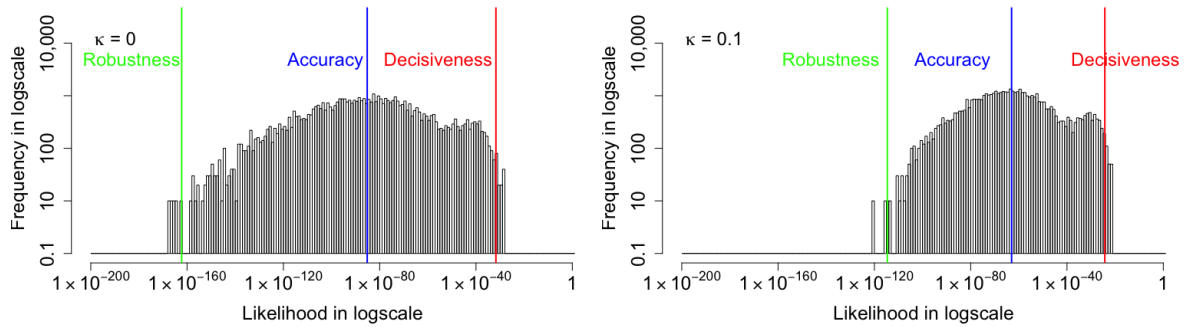 κ = 0
Robustness
Accuracy
Decisiveness
Frequency in logscale
10,000
100
10
0.1
1 × 10−200
1 × 10−160
1 × 10−120
1 × 10−80
1 × 10−40
1
Likelihood in logscale
κ = 0.1
Robustness
Accuracy
Decisiveness
Frequency in logscale
10,000
100
10
0.1
1 × 10−200
1 × 10−160
1 × 10−120
1 × 10−80
1 × 10−40
1
Likelihood in logscale